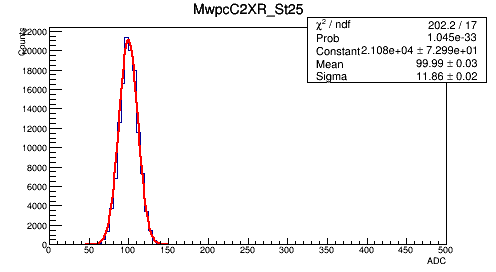 MwpcC2XR_St25
χ² / ndf 202.2 / 17
Prob 1.045e-33
Constant 2.108e+04 ± 7.299e+01
Mean 99.99 ± 0.03
Sigma 11.86 ± 0.02
Counts
22000
20000
18000
16000
14000
12000
10000
8000
6000
4000
2000
0
0 50 100 150 200 250 300 350 400 450 500
ADC